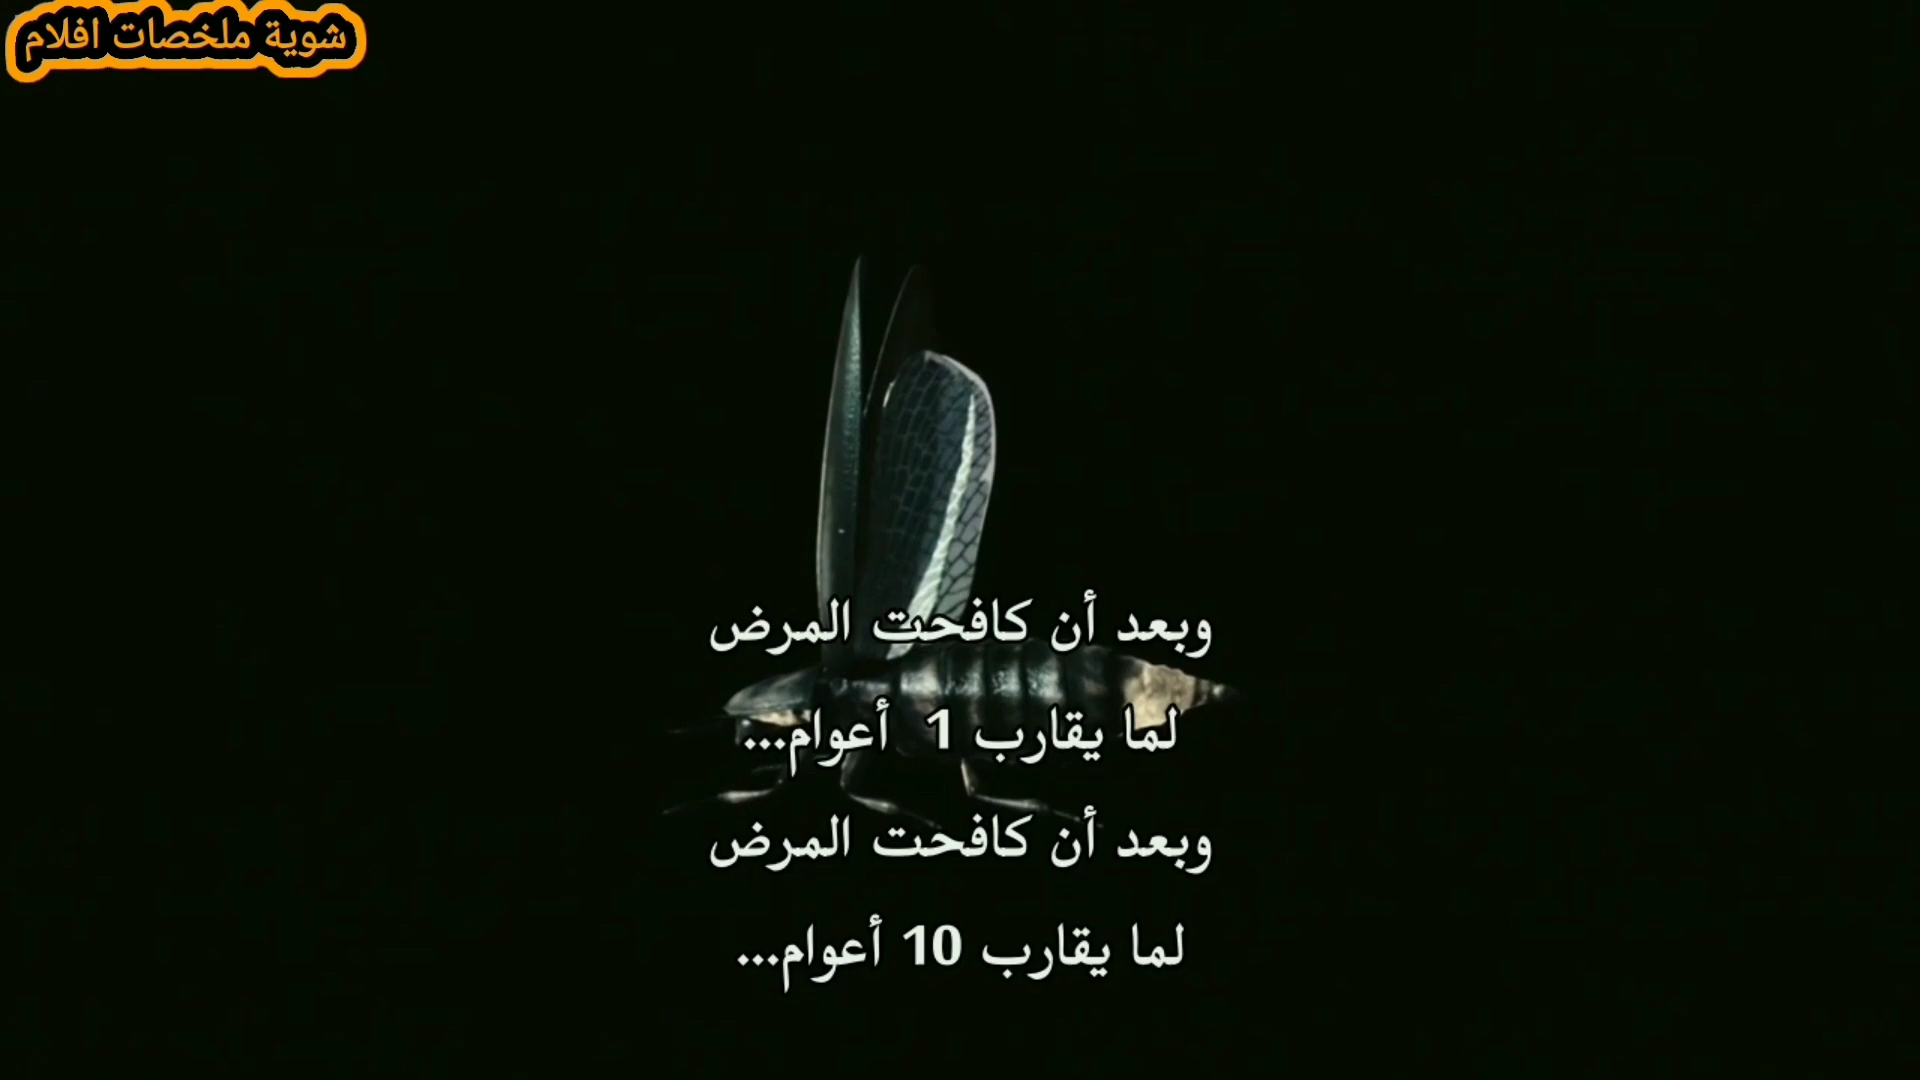 شوية ملخصات افلام
وبعد أن كافحت المرض
لما يقارب 1  أعوام...
وبعد أن كافحت المرض
لما يقارب 10 أعوام...